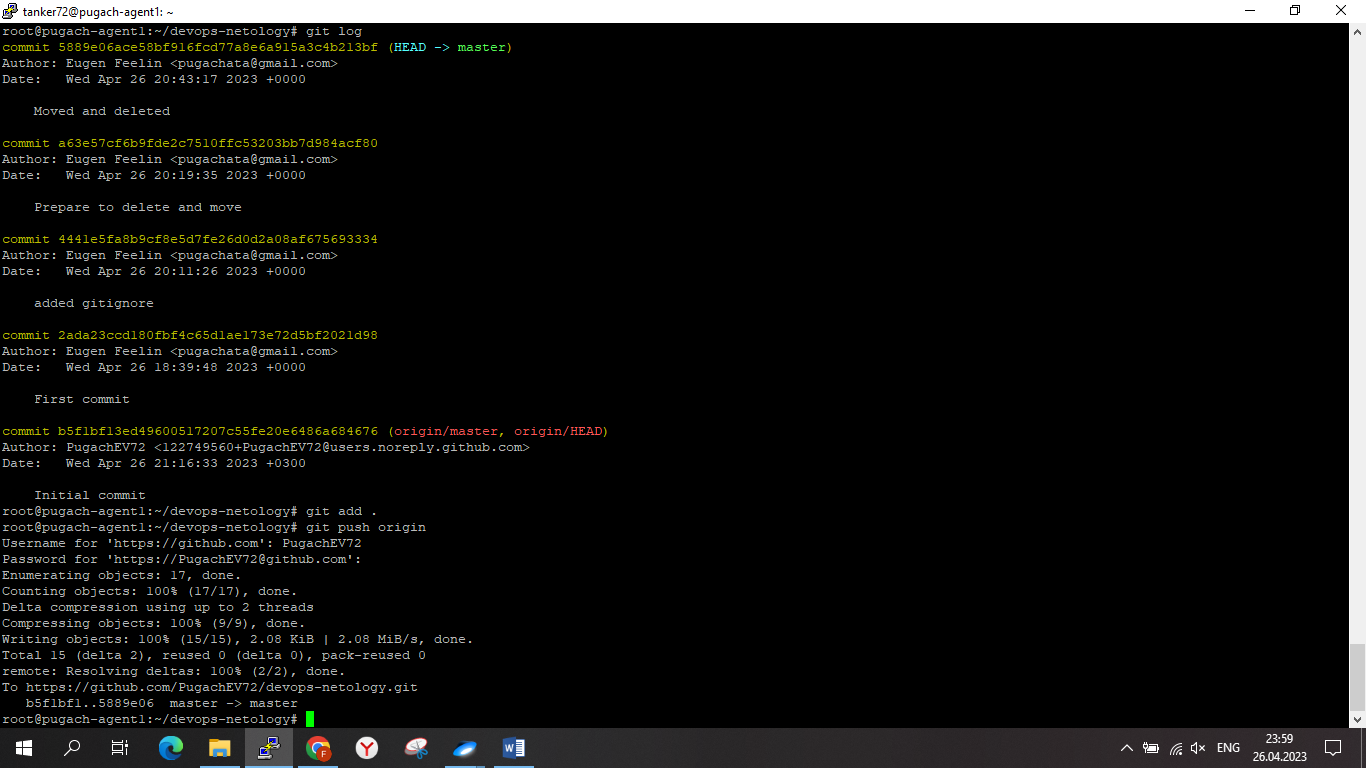 tanker72@pugach-agent1: ~
root@pugach-agent1:~/devops-netology# git log
commit 5889e06ace58bf916fcd77a8e6a915a3c4b213bf (HEAD -> master)
Author: Eugen Feelin <pugachata@gmail.com>
Date:   Wed Apr 26 20:43:17 2023 +0000
    Moved and deleted
commit a63e57cf6b9fde2c7510ffc53203bb7d984acf80
Author: Eugen Feelin <pugachata@gmail.com>
Date:   Wed Apr 26 20:19:35 2023 +0000
    Prepare to delete and move
commit 4441e5fa8b9cf8e5d7fe26d0d2a08af675693334
Author: Eugen Feelin <pugachata@gmail.com>
Date:   Wed Apr 26 20:11:26 2023 +0000
    added gitignore
commit 2ada23ccd180fbf4c65d1ae173e72d5bf2021d98
Author: Eugen Feelin <pugachata@gmail.com>
Date:   Wed Apr 26 18:39:48 2023 +0000
    First commit
commit b5f1bf13ed49600517207c55fe20e6486a684676 (origin/master, origin/HEAD)
Author: PugachEV72 <122749560+PugachEV72@users.noreply.github.com>
Date:   Wed Apr 26 21:16:33 2023 +0300
    Initial commit
root@pugach-agent1:~/devops-netology# git add .
root@pugach-agent1:~/devops-netology# git push origin
Username for 'https://github.com': PugachEV72
Password for 'https://PugachEV72@github.com':
Enumerating objects: 17, done.
Counting objects: 100% (17/17), done.
Delta compression using up to 2 threads
Compressing objects: 100% (9/9), done.
Writing objects: 100% (15/15), 2.08 KiB | 2.08 MiB/s, done.
Total 15 (delta 2), reused 0 (delta 0), pack-reused 0
remote: Resolving deltas: 100% (2/2), done.
To https://github.com/PugachEV72/devops-netology.git
   b5f1bf1..5889e06  master -> master
root@pugach-agent1:~/devops-netology#
ENG
23:59
26.04.2023